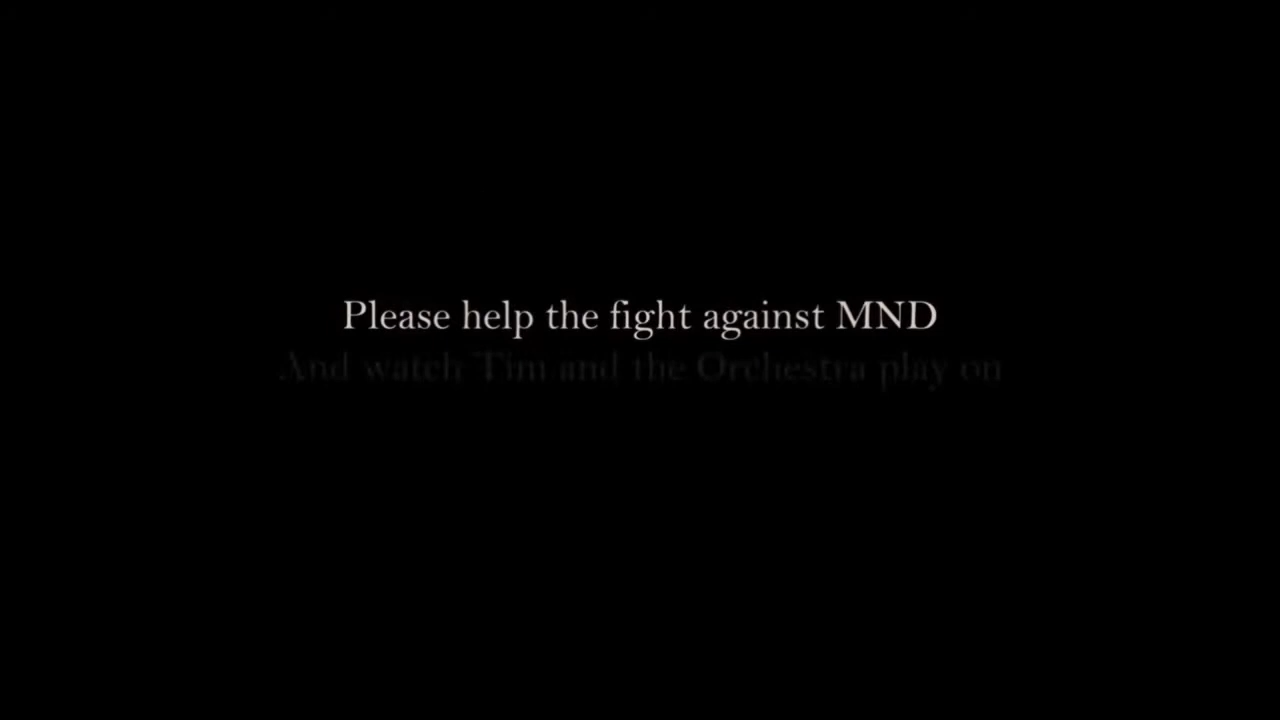 Please help the fight against MND
And watch Tim and the Orchestra play on